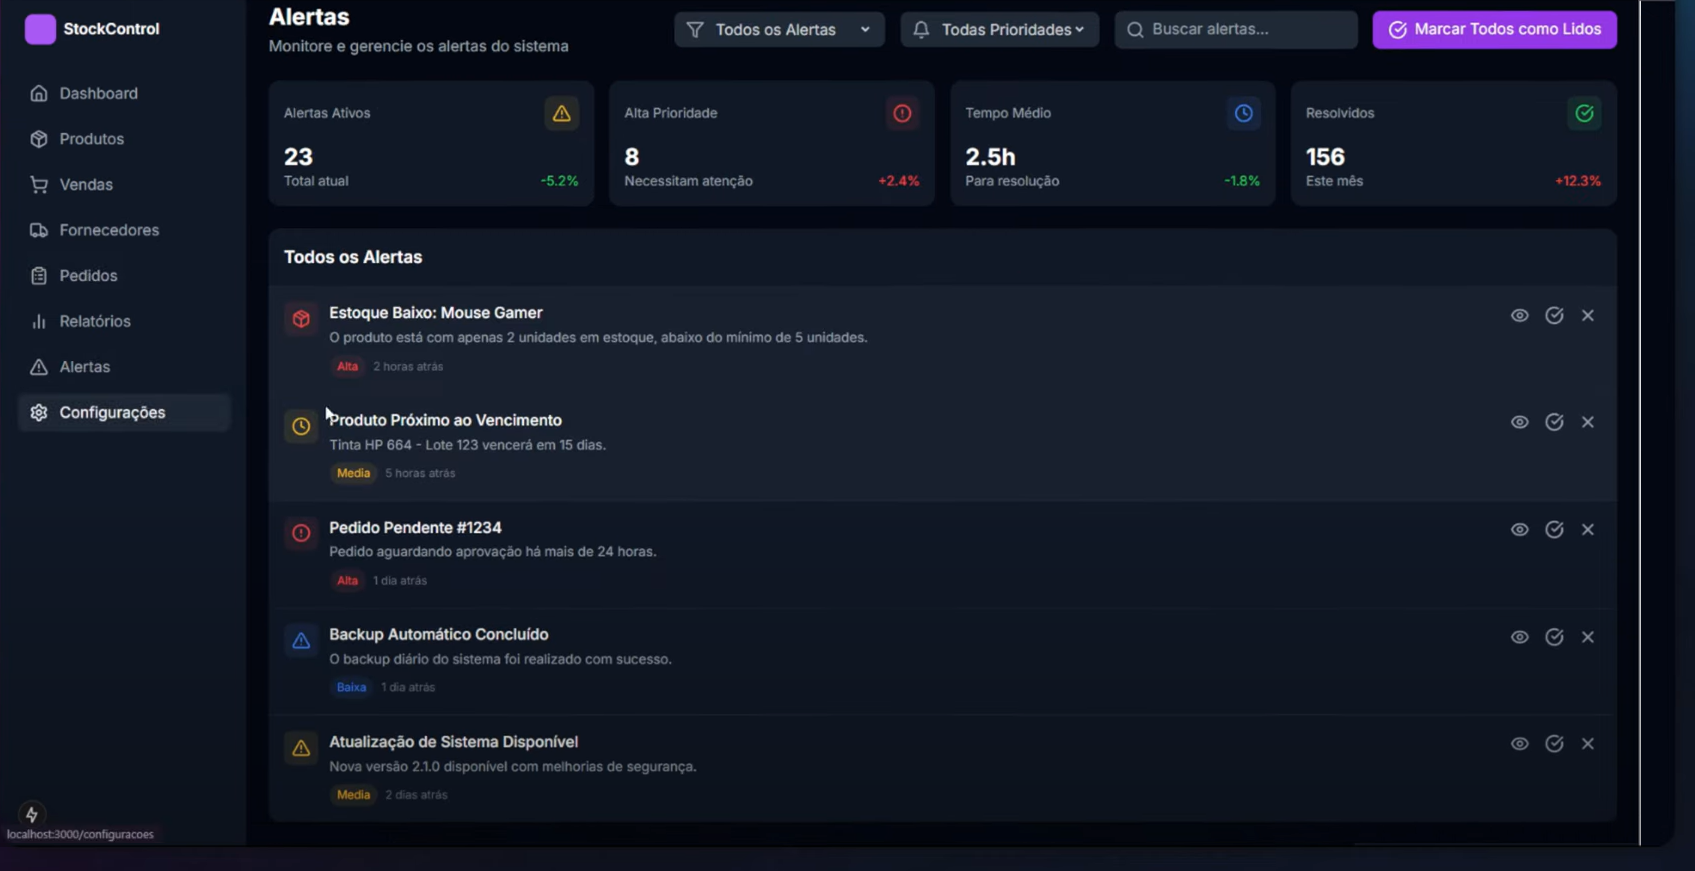 StockControl
Dashboard
Produtos
Vendas
Fornecedores
Pedidos
Relatórios
Alertas
Configurações
localhost:3000/configuracoes
Alertas
Monitore e gerencie os alertas do sistema
Todos os Alertas
Todas Prioridades
Buscar alertas...
Marcar Todos como Lidos
Alertas Ativos
23
Total atual
-5.2%
Alta Prioridade
8
Necessitam atenção
+2.4%
Tempo Médio
2.5h
Para resolução
-1.8%
Resolvidos
156
Este mês
+12.3%
Todos os Alertas
Estoque Baixo: Mouse Gamer
O produto está com apenas 2 unidades em estoque, abaixo do mínimo de 5 unidades.
Alta 2 horas atrás
Produto Próximo ao Vencimento
Tinta HP 664 - Lote 123 vencerá em 15 dias.
Media 5 horas atrás
Pedido Pendente #1234
Pedido aguardando aprovação há mais de 24 horas.
Alta 1 dia atrás
Backup Automático Concluído
O backup diário do sistema foi realizado com sucesso.
Baixa 1 dia atrás
Atualização de Sistema Disponível
Nova versão 2.1.0 disponível com melhorias de segurança.
Media 2 dias atrás